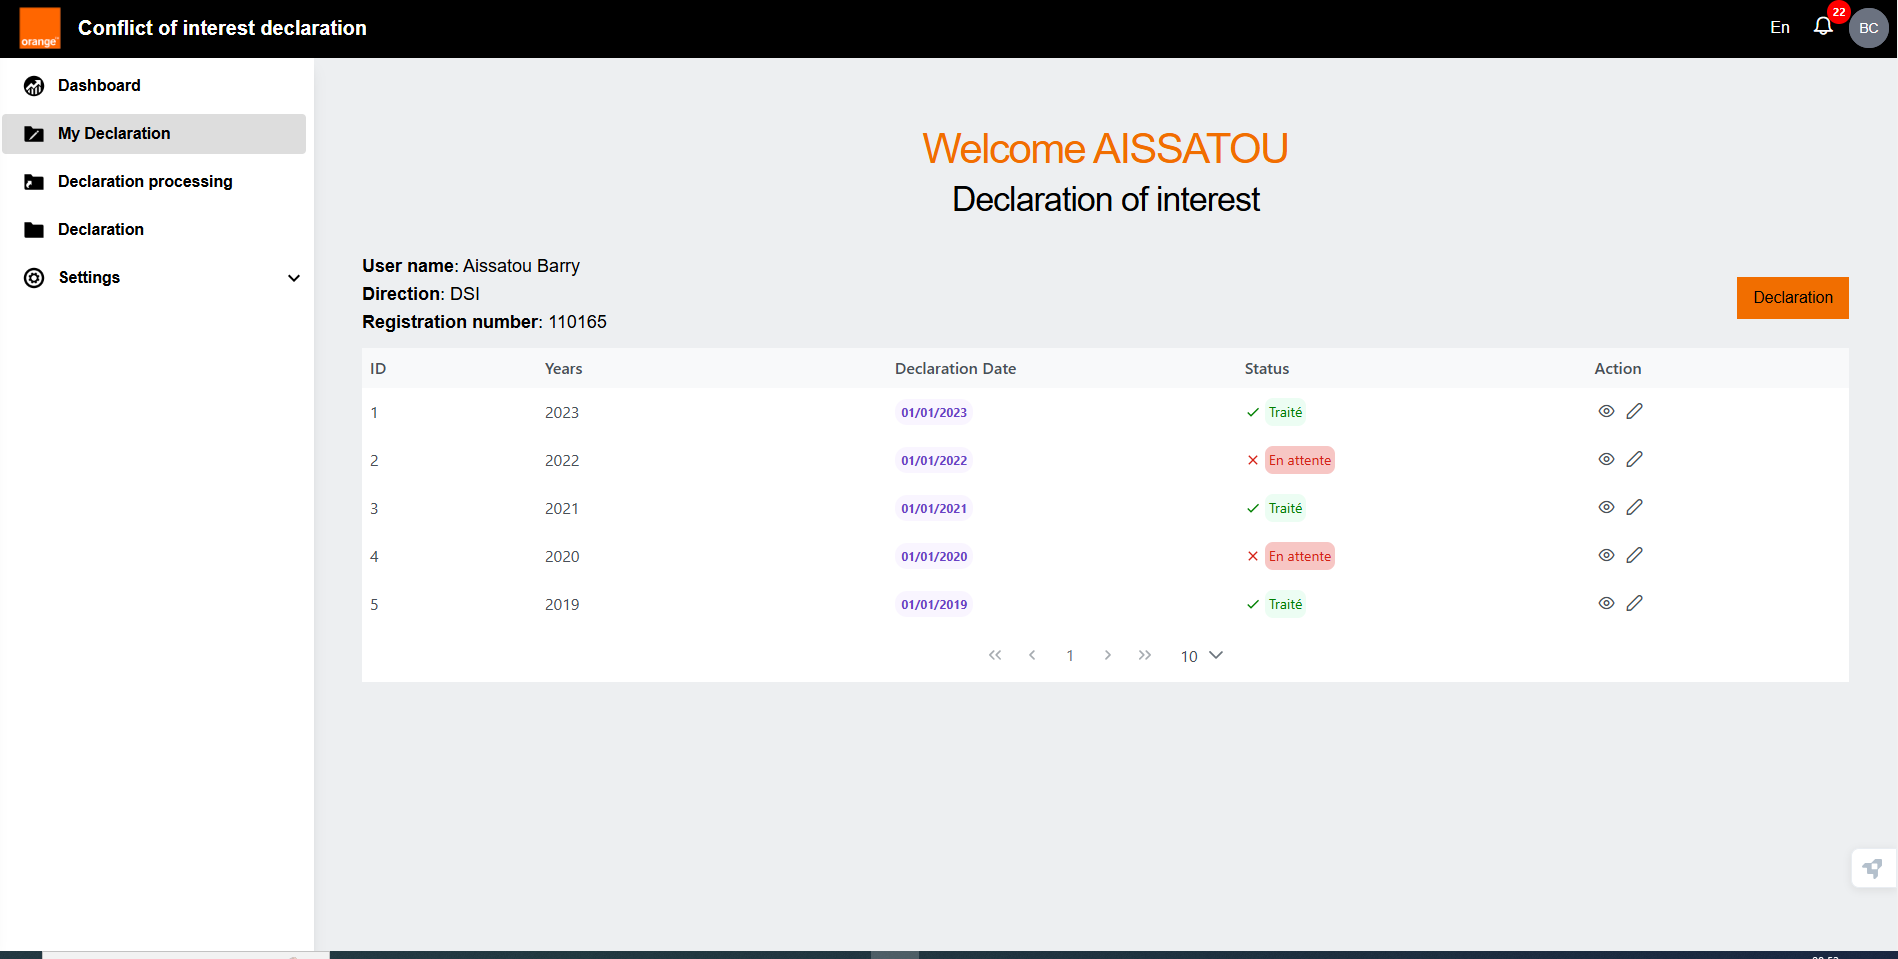 orange
Conflict of interest declaration
En
22
BC
Dashboard
My Declaration
Declaration processing
Declaration
Settings
Welcome AISSATOU
Declaration of interest
User name: Aissatou Barry
Direction: DSI
Registration number: 110165
Declaration
ID Years Declaration Date Status Action
1 2023 01/01/2023 Traité
2 2022 01/01/2022 En attente
3 2021 01/01/2021 Traité
4 2020 01/01/2020 En attente
5 2019 01/01/2019 Traité
1 10